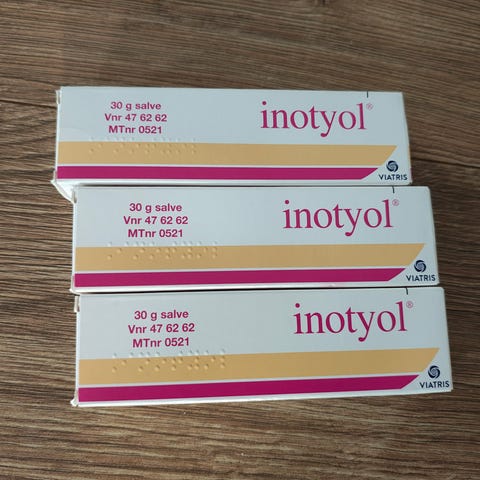 30 g salve
Vnr 47 62 62
MTnr 0521
inotyol®
VIATRIS
30 g salve
Vnr 47 62 62
MTnr 0521
inotyol®
VIATRIS
30 g salve
Vnr 47 62 62
MTnr 0521
inotyol®
VIATRIS